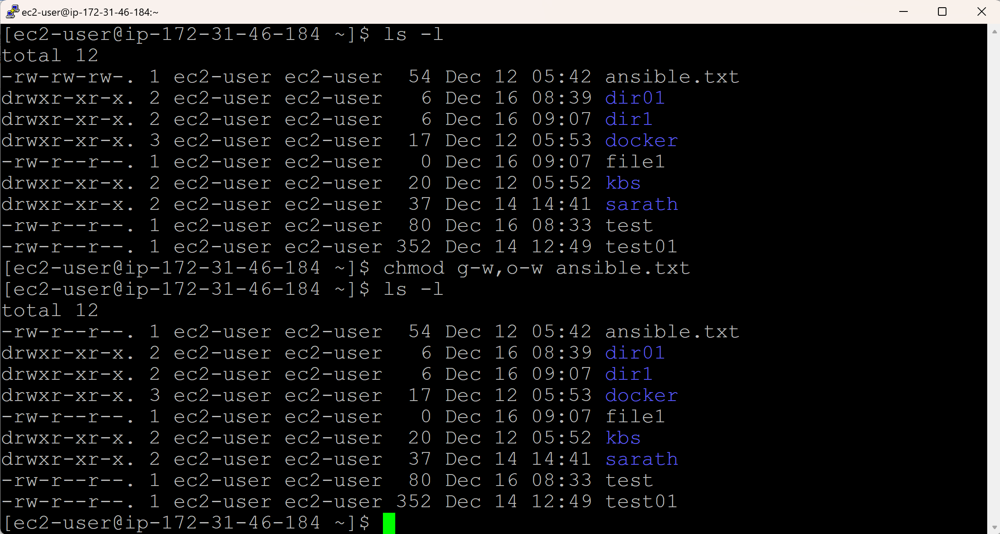 ec2-user@ip-172-31-46-184:~
[ec2-user@ip-172-31-46-184 ~]$ ls -l
total 12
-rw-rw-rw-. 1 ec2-user ec2-user  54 Dec 12 05:42 ansible.txt
drwxr-xr-x. 2 ec2-user ec2-user   6 Dec 16 08:39 dir01
drwxr-xr-x. 2 ec2-user ec2-user   6 Dec 16 09:07 dir1
drwxr-xr-x. 3 ec2-user ec2-user  17 Dec 12 05:53 docker
-rw-r--r--. 1 ec2-user ec2-user   0 Dec 16 09:07 file1
drwxr-xr-x. 2 ec2-user ec2-user  20 Dec 12 05:52 kbs
drwxr-xr-x. 2 ec2-user ec2-user  37 Dec 14 14:41 sarath
-rw-r--r--. 1 ec2-user ec2-user  80 Dec 16 08:33 test
-rw-r--r--. 1 ec2-user ec2-user 352 Dec 14 12:49 test01
[ec2-user@ip-172-31-46-184 ~]$ chmod g-w,o-w ansible.txt
[ec2-user@ip-172-31-46-184 ~]$ ls -l
total 12
-rw-r--r--. 1 ec2-user ec2-user  54 Dec 12 05:42 ansible.txt
drwxr-xr-x. 2 ec2-user ec2-user   6 Dec 16 08:39 dir01
drwxr-xr-x. 2 ec2-user ec2-user   6 Dec 16 09:07 dir1
drwxr-xr-x. 3 ec2-user ec2-user  17 Dec 12 05:53 docker
-rw-r--r--. 1 ec2-user ec2-user   0 Dec 16 09:07 file1
drwxr-xr-x. 2 ec2-user ec2-user  20 Dec 12 05:52 kbs
drwxr-xr-x. 2 ec2-user ec2-user  37 Dec 14 14:41 sarath
-rw-r--r--. 1 ec2-user ec2-user  80 Dec 16 08:33 test
-rw-r--r--. 1 ec2-user ec2-user 352 Dec 14 12:49 test01
[ec2-user@ip-172-31-46-184 ~]$